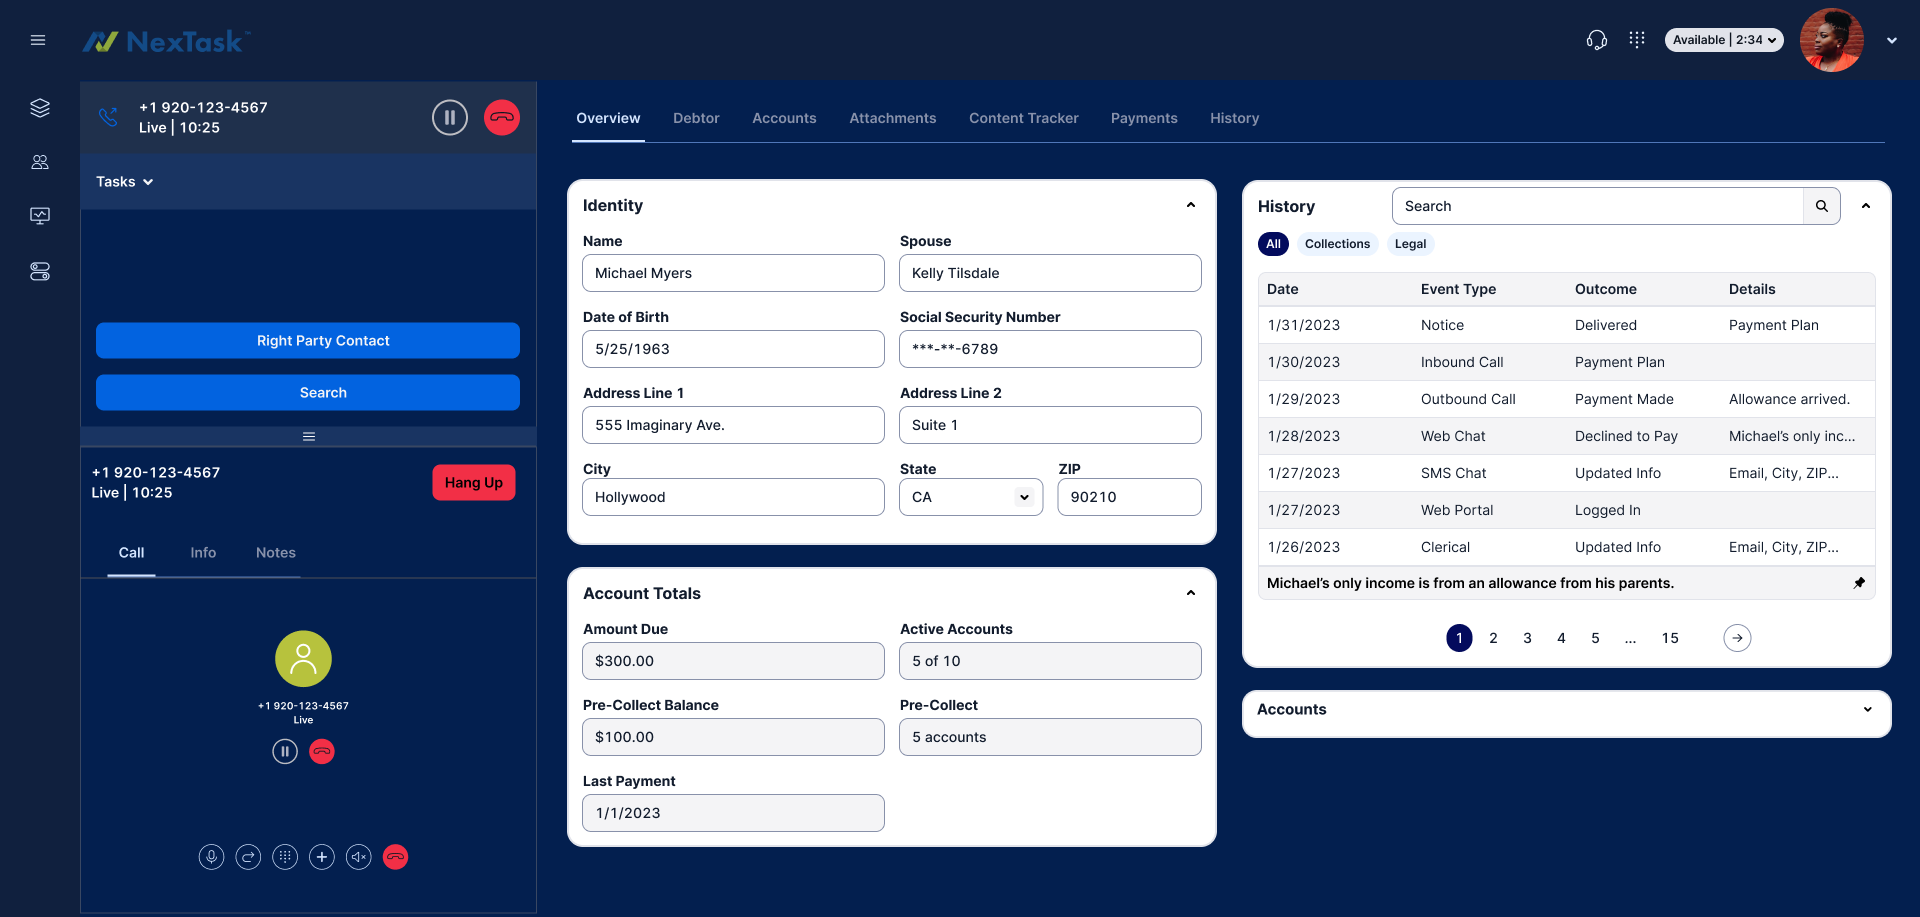 NexTask™
Available | 2:34
+1 920-123-4567
Live | 10:25
Tasks
Right Party Contact
Search
+1 920-123-4567
Live | 10:25
Hang Up
Call Info Notes
+1 920-123-4567
Live
Overview Debtor Accounts Attachments Content Tracker Payments History
Identity
Name Spouse
Michael Myers Kelly Tilsdale
Date of Birth Social Security Number
5/25/1963 ***-**-6789
Address Line 1 Address Line 2
555 Imaginary Ave. Suite 1
City State ZIP
Hollywood CA 90210
Account Totals
Amount Due Active Accounts
$300.00 5 of 10
Pre-Collect Balance Pre-Collect
$100.00 5 accounts
Last Payment
1/1/2023
History Search
All Collections Legal
Date Event Type Outcome Details
1/31/2023 Notice Delivered Payment Plan
1/30/2023 Inbound Call Payment Plan
1/29/2023 Outbound Call Payment Made Allowance arrived.
1/28/2023 Web Chat Declined to Pay Michael’s only inc...
1/27/2023 SMS Chat Updated Info Email, City, ZIP...
1/27/2023 Web Portal Logged In
1/26/2023 Clerical Updated Info Email, City, ZIP...
Michael’s only income is from an allowance from his parents.
1 2 3 4 5 ... 15
Accounts